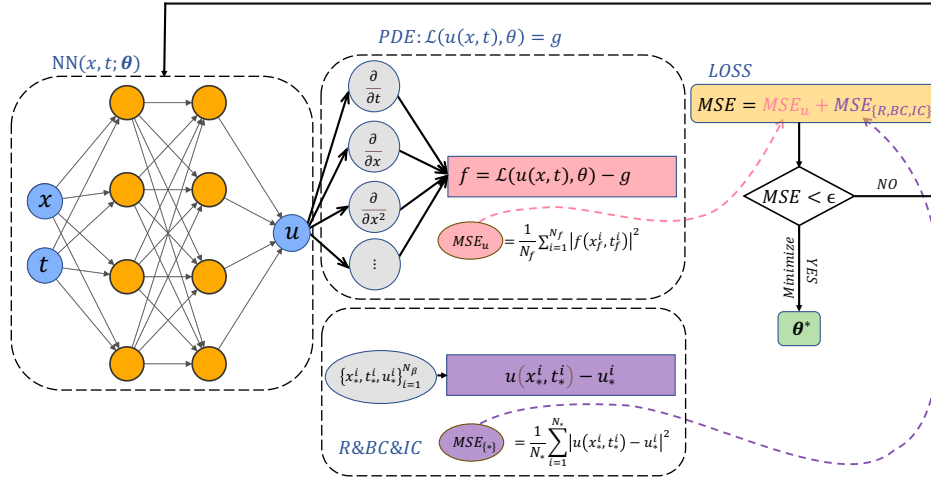 NN(x, t; θ)
x
t
u
PDE: ℒ(u(x, t), θ) = g
∂/∂t
∂/∂x
∂/∂x²
⋮
f = ℒ(u(x, t), θ) − g
MSE_u = 1/N_f ∑_{i=1}^{N_f} |f(x_f^i, t_f^i)|²
{x_*^i, t_*^i, u_*^i}_{i=1}^{N_β}
u(x_*^i, t_*^i) − u_*^i
R&BC&IC
MSE_{*} = 1/N_* ∑_{i=1}^{N_*} |u(x_*^i, t_*^i) − u_*^i|²
LOSS
MSE = MSE_u + MSE_{R,BC,IC}
MSE < ϵ
NO
Minimize
YES
θ*